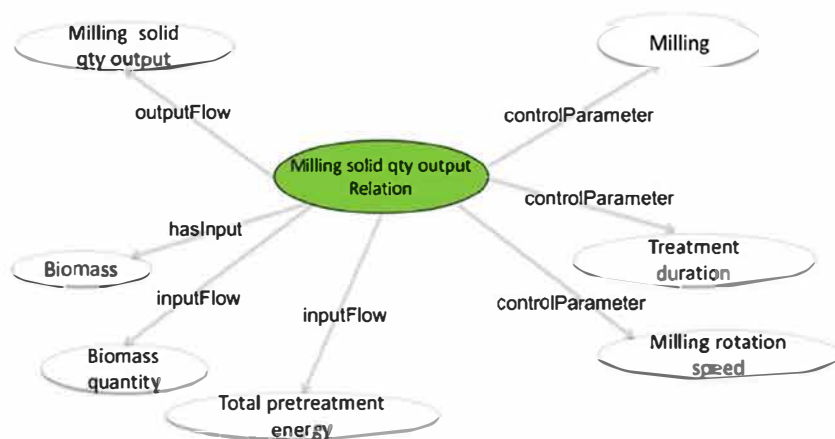 Milling solid
qty output
Milling
outputFlow
controlParameter
Milling solid qty output
Relation
controlParameter
hasInput
Treatment
duration
Biomass
inputFlow
inputFlow
controlParameter
Biomass
quantity
Milling rotation
speed
Total pretreatment
energy